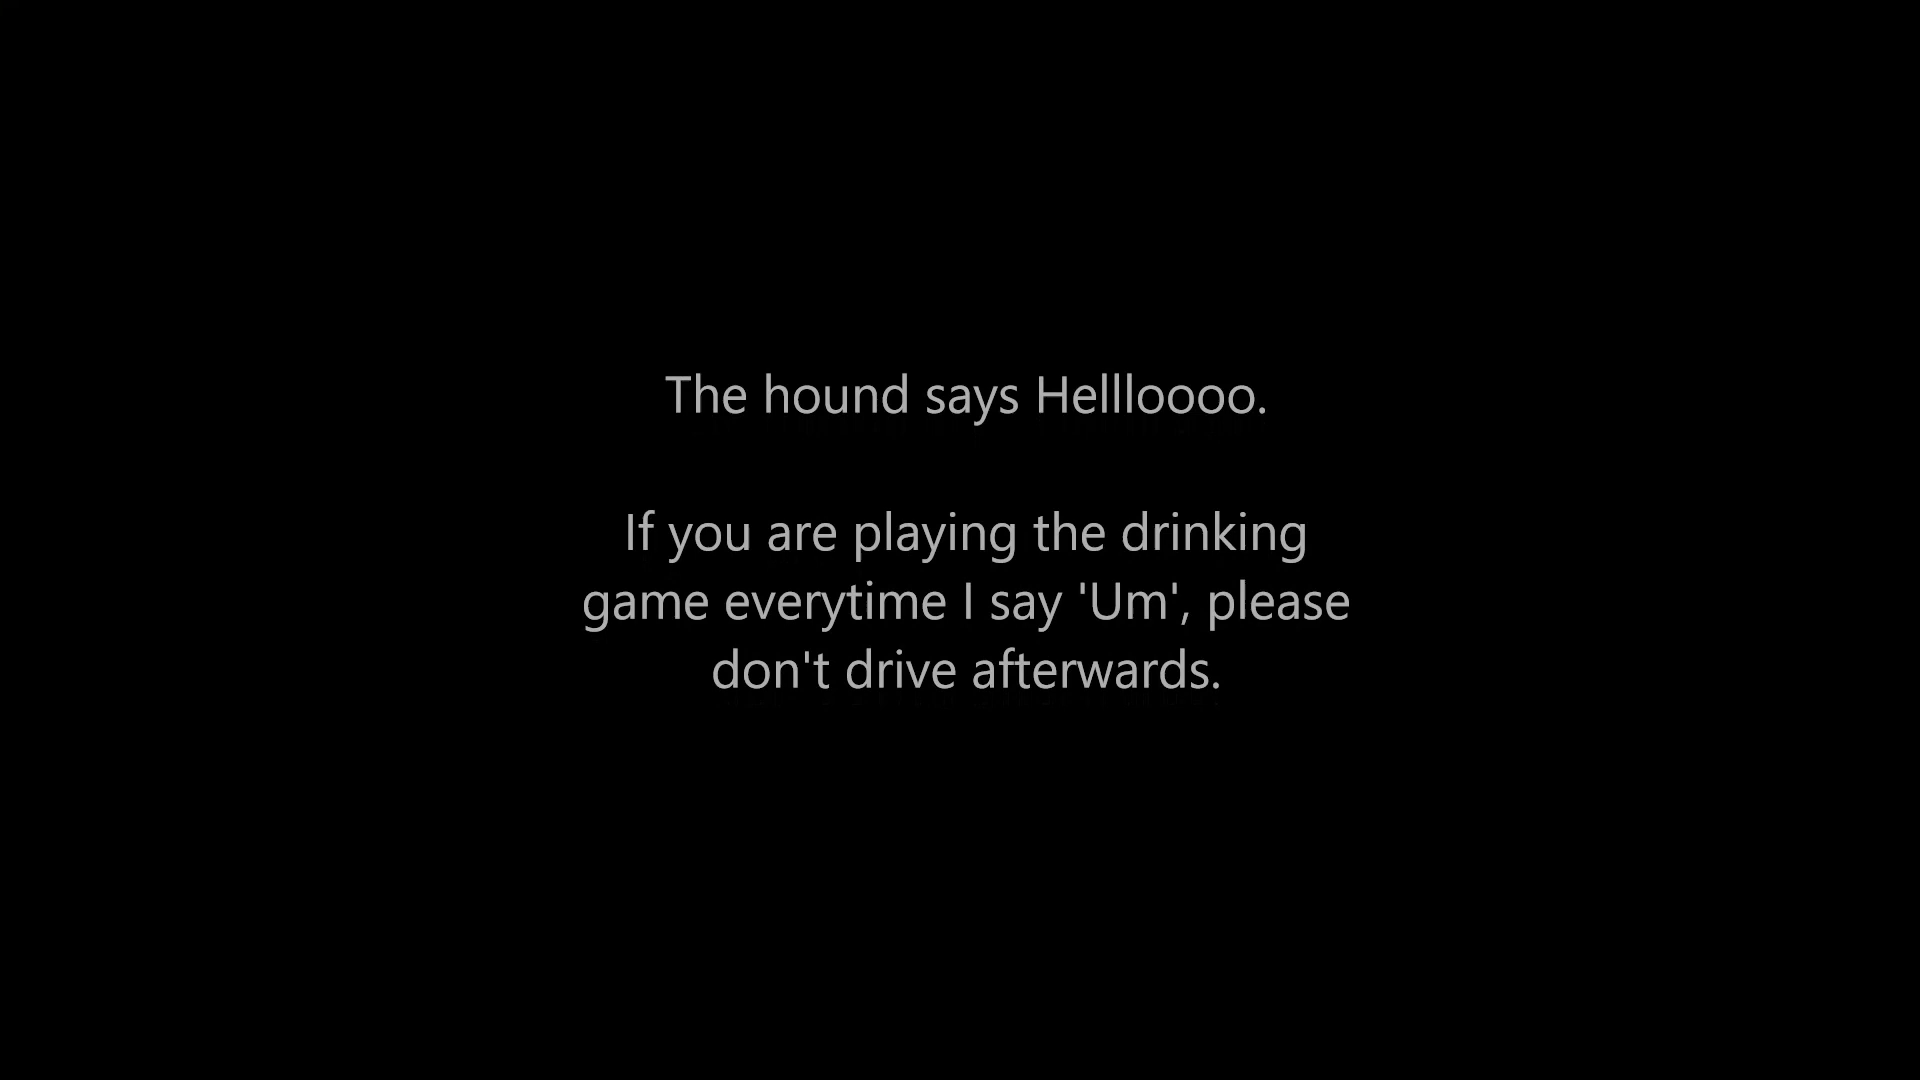 The hound says Hellloooo.
If you are playing the drinking
game everytime I say 'Um', please
don't drive afterwards.